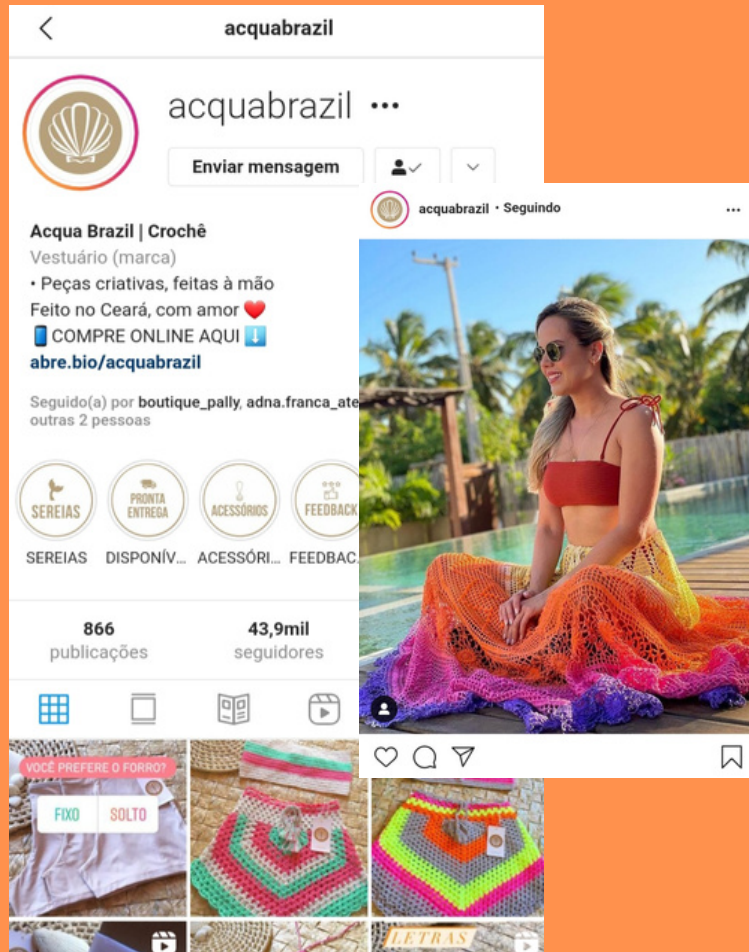 acquabrazil
acquabrazil •••
Enviar mensagem
Acqua Brazil | Crochê
Vestuário (marca)
• Peças criativas, feitas à mão
Feito no Ceará, com amor ❤️
📱COMPRE ONLINE AQUI ⬇️
abre.bio/acquabrazil
Seguido(a) por boutique_pally, adna.franca_ate
outras 2 pessoas
SEREIAS
PRONTA
ENTREGA
ACESSÓRIOS
FEEDBACK
SEREIAS DISPONÍV... ACESSÓRI... FEEDBAC
866
publicações
43,9mil
seguidores
acquabrazil • Seguindo
VOCÊ PREFERE O FORRO?
FIXO SOLTO
LETRAS